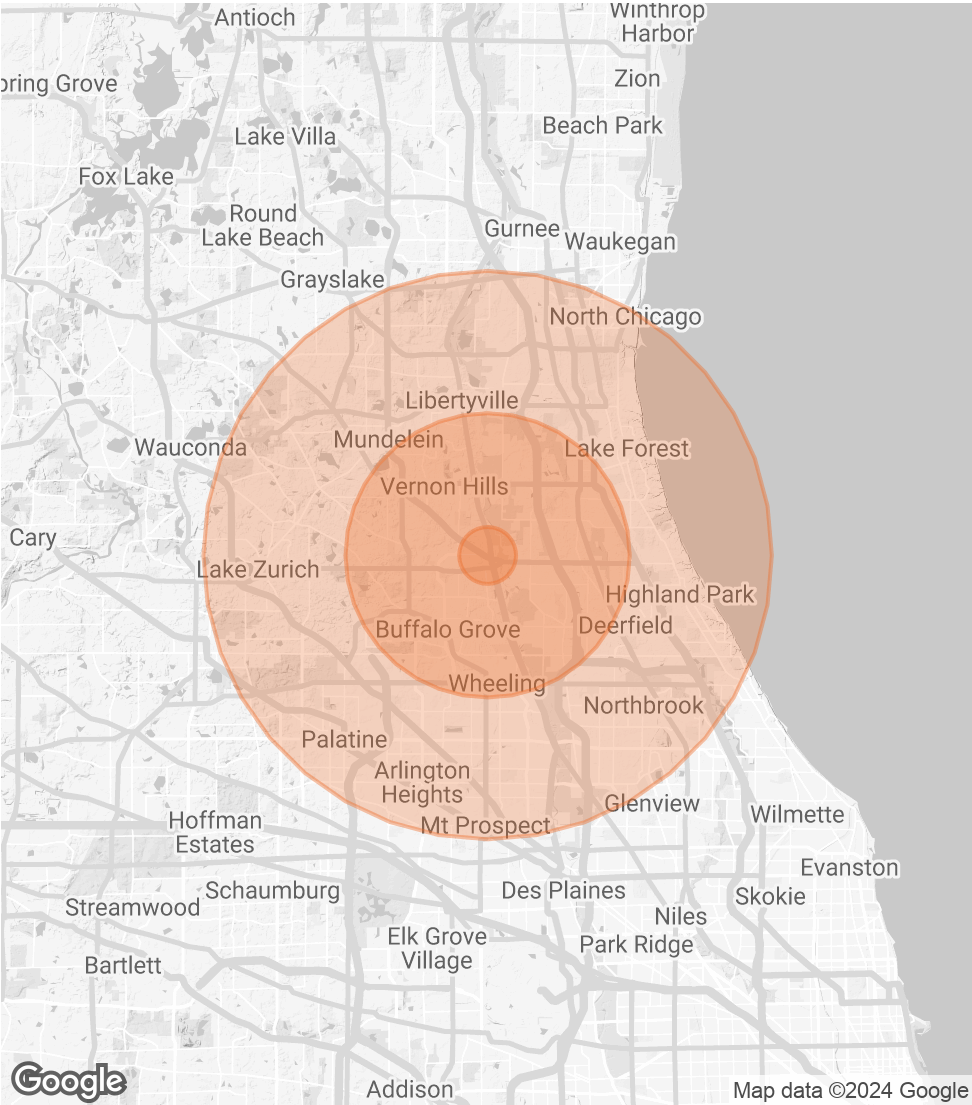 Antioch
Winthrop
Harbor
Zion
pring Grove
Beach Park
Lake Villa
Fox Lake
Round
Lake Beach
Gurnee
Waukegan
Grayslake
North Chicago
Libertyville
Mundelein
Wauconda
Lake Forest
Vernon Hills
Cary
Lake Zurich
Highland Park
Buffalo Grove
Deerfield
Wheeling
Northbrook
Palatine
Arlington
Heights
Glenview
Wilmette
Hoffman
Estates
Mt Prospect
Evanston
Schaumburg
Des Plaines
Skokie
Streamwood
Niles
Elk Grove
Village
Park Ridge
Bartlett
Google
Addison
Map data ©2024 Google